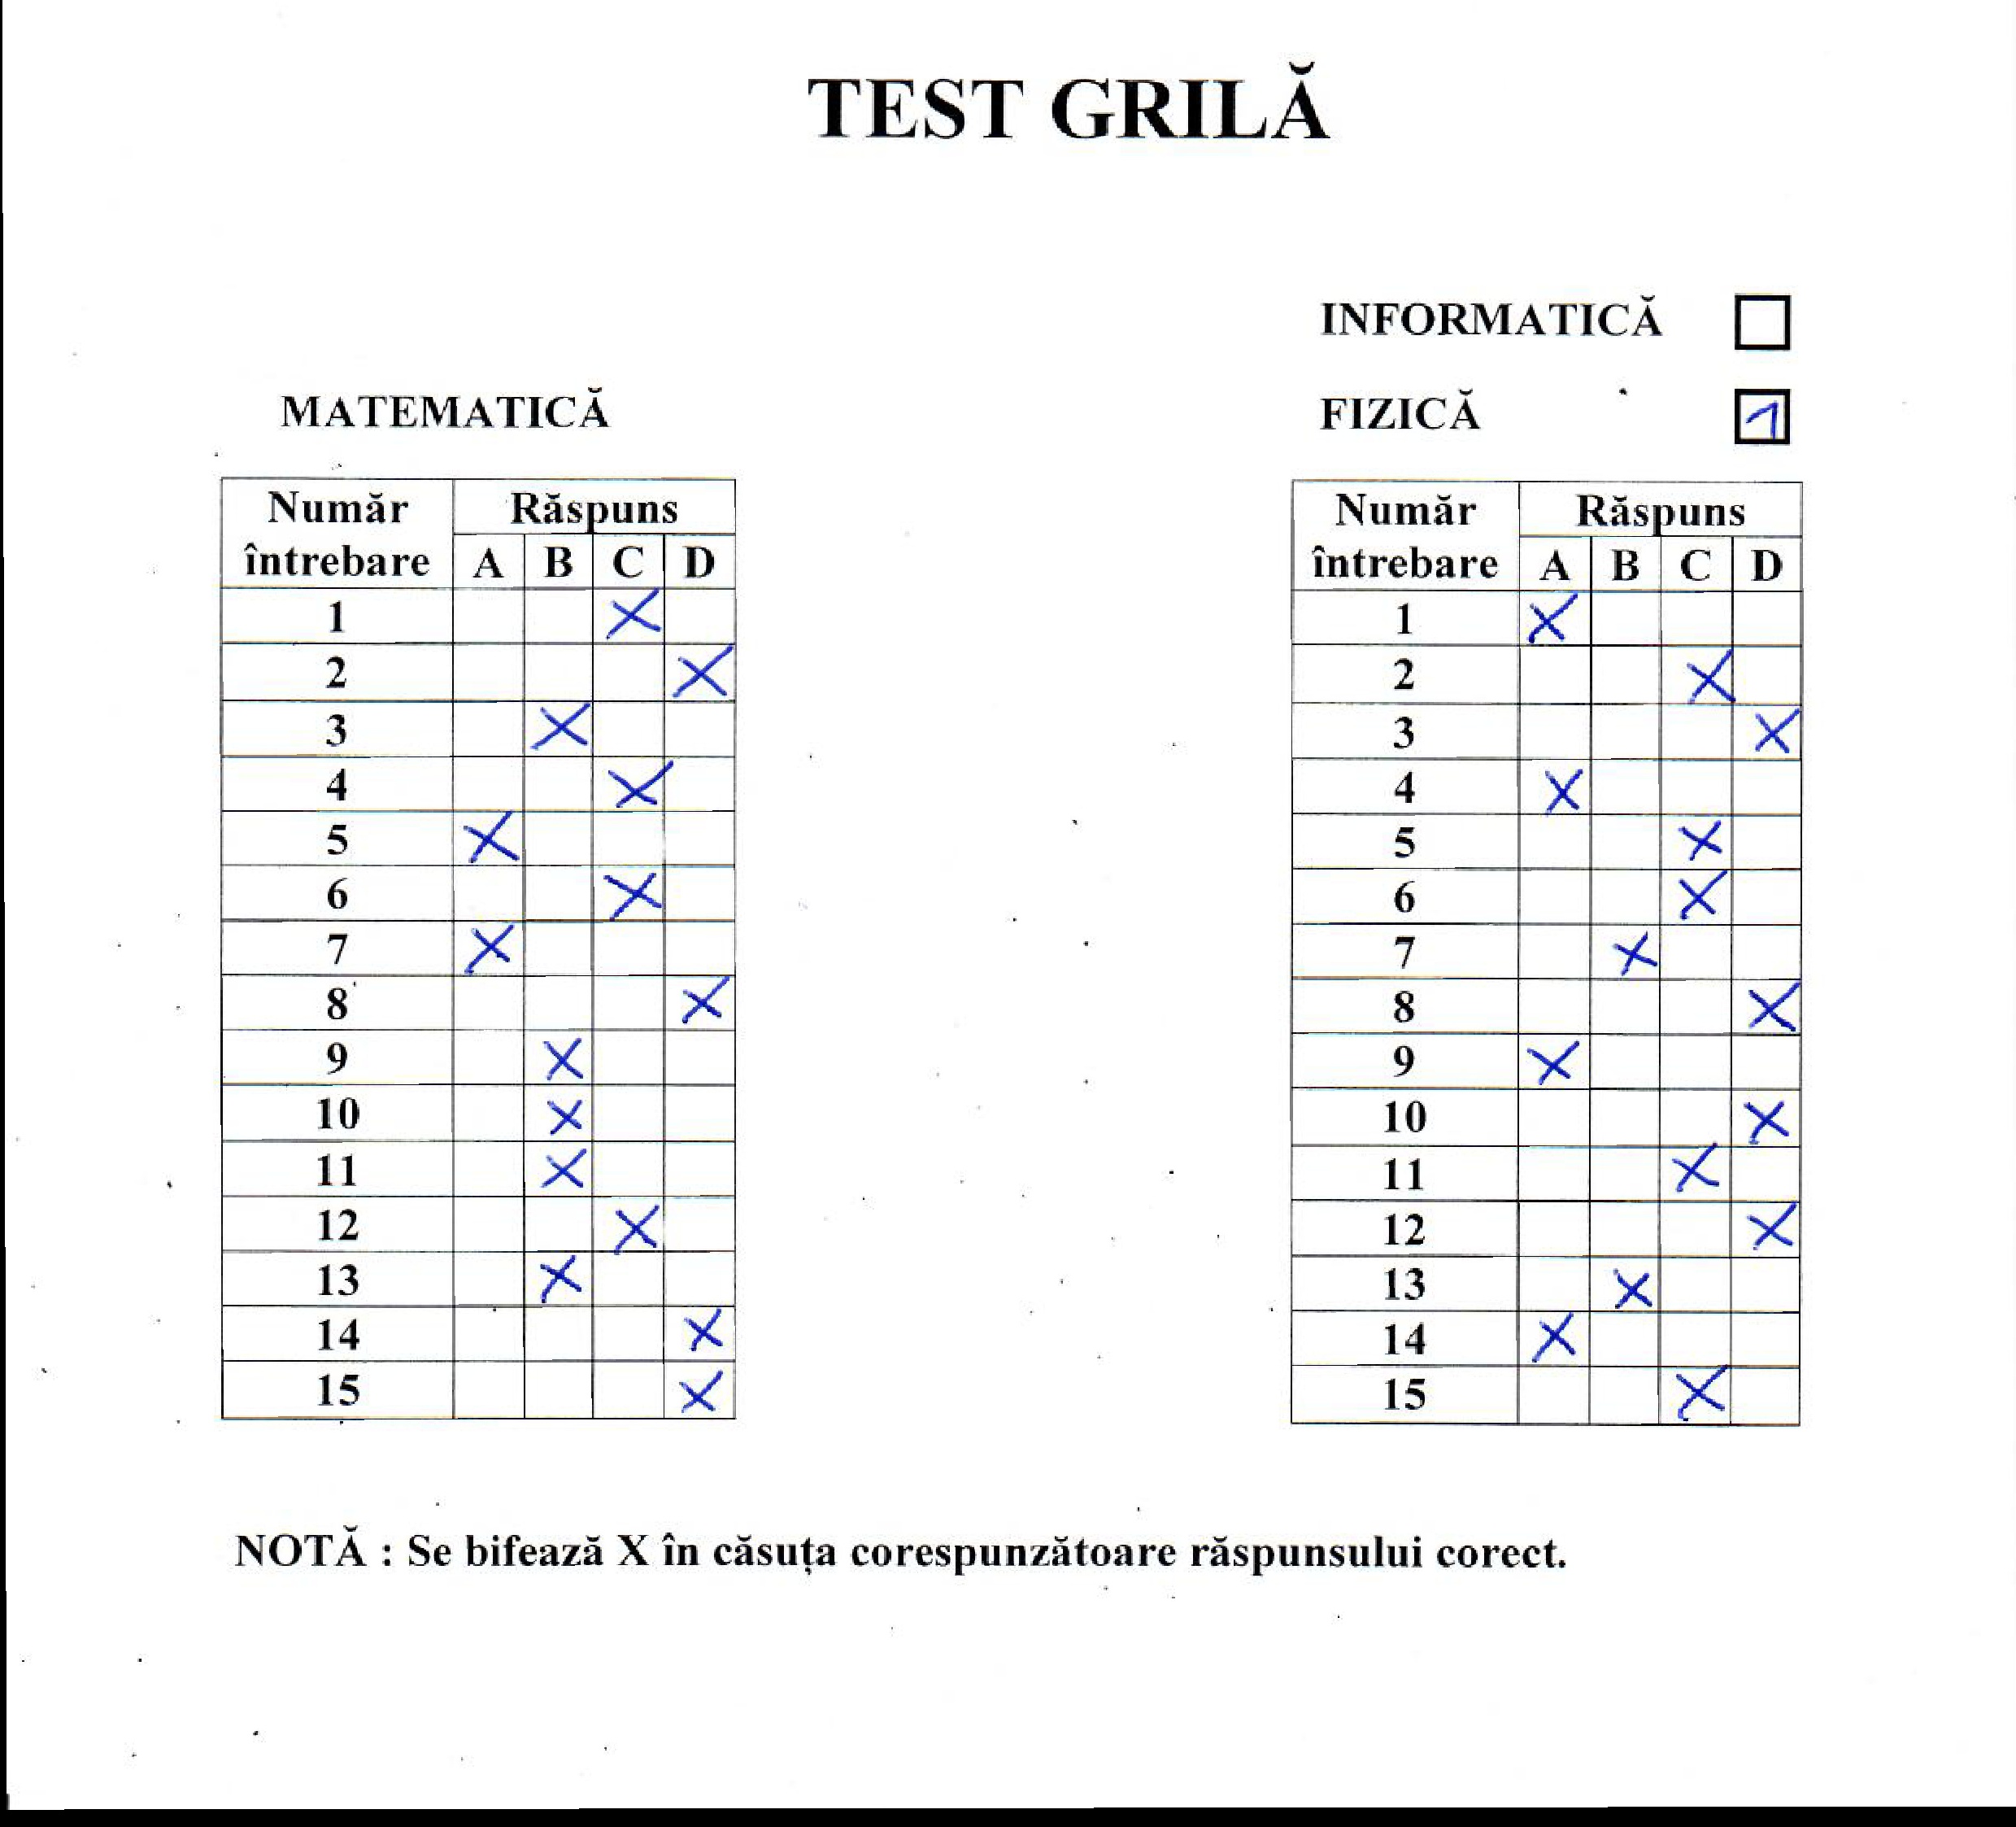 TEST GRILĂ
INFORMATICĂ
MATEMATICĂ
FIZICĂ 1
Număr întrebare Răspuns
A B C D
1 X
2 X
3 X
4 X
5 X
6 X
7 X
8 X
9 X
10 X
11 X
12 X
13 X
14 X
15 X
Număr întrebare Răspuns
A B C D
1 X
2 X
3 X
4 X
5 X
6 X
7 X
8 X
9 X
10 X
11 X
12 X
13 X
14 X
15 X
NOTĂ : Se bifează X în căsuța corespunzătoare răspunsului corect.